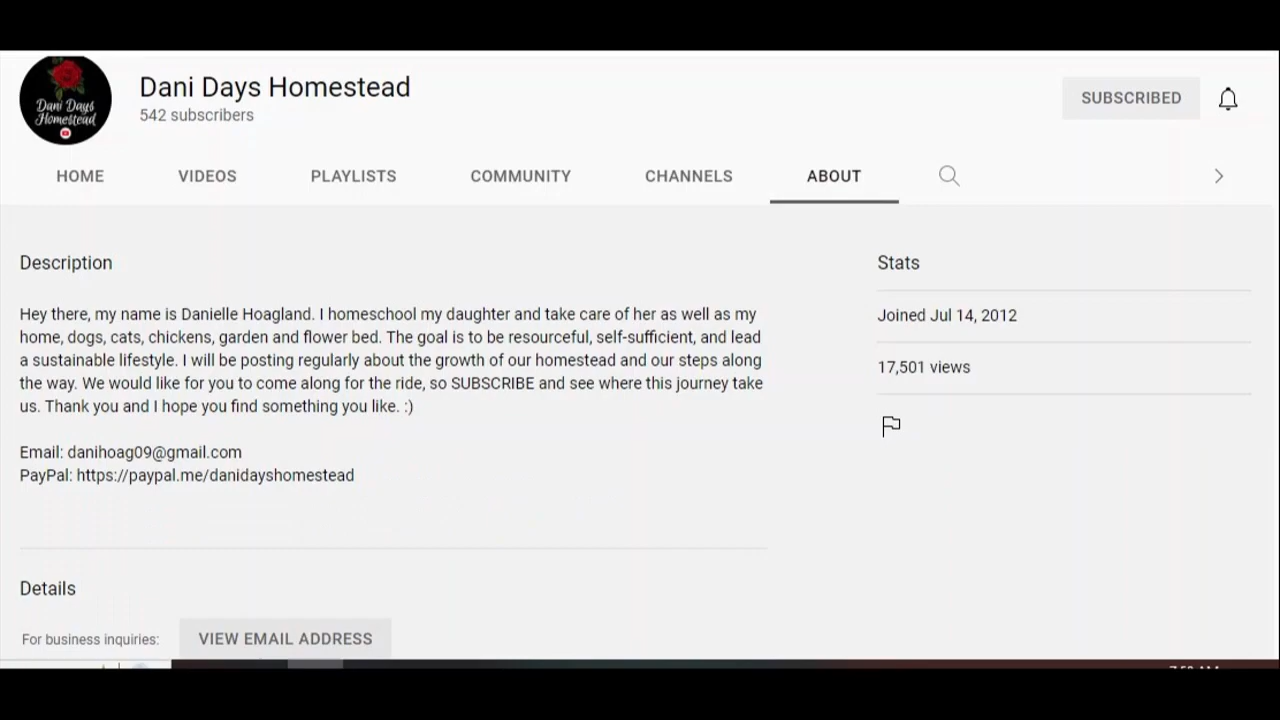 Dani Days
Homestead
Dani Days Homestead
542 subscribers
SUBSCRIBED
HOME VIDEOS PLAYLISTS COMMUNITY CHANNELS ABOUT
Description
Hey there, my name is Danielle Hoagland. I homeschool my daughter and take care of her as well as my
home, dogs, cats, chickens, garden and flower bed. The goal is to be resourceful, self-sufficient, and lead
a sustainable lifestyle. I will be posting regularly about the growth of our homestead and our steps along
the way. We would like for you to come along for the ride, so SUBSCRIBE and see where this journey take
us. Thank you and I hope you find something you like. :)
Email: danihoag09@gmail.com
PayPal: https://paypal.me/danidayshomestead
Stats
Joined Jul 14, 2012
17,501 views
Details
For business inquiries: VIEW EMAIL ADDRESS